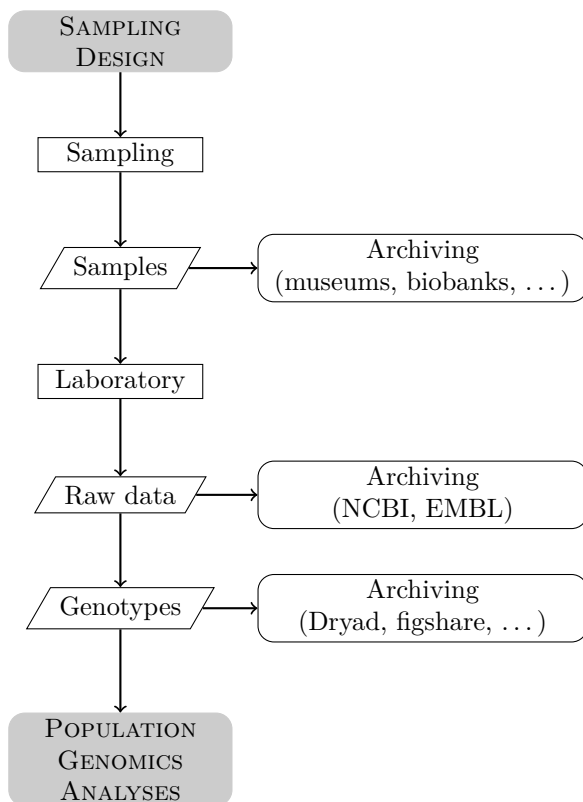 SAMPLING
DESIGN
Sampling
Samples
Archiving
(museums, biobanks, ...)
Laboratory
Raw data
Archiving
(NCBI, EMBL)
Genotypes
Archiving
(Dryad, figshare, ...)
POPULATION
GENOMICS
ANALYSES